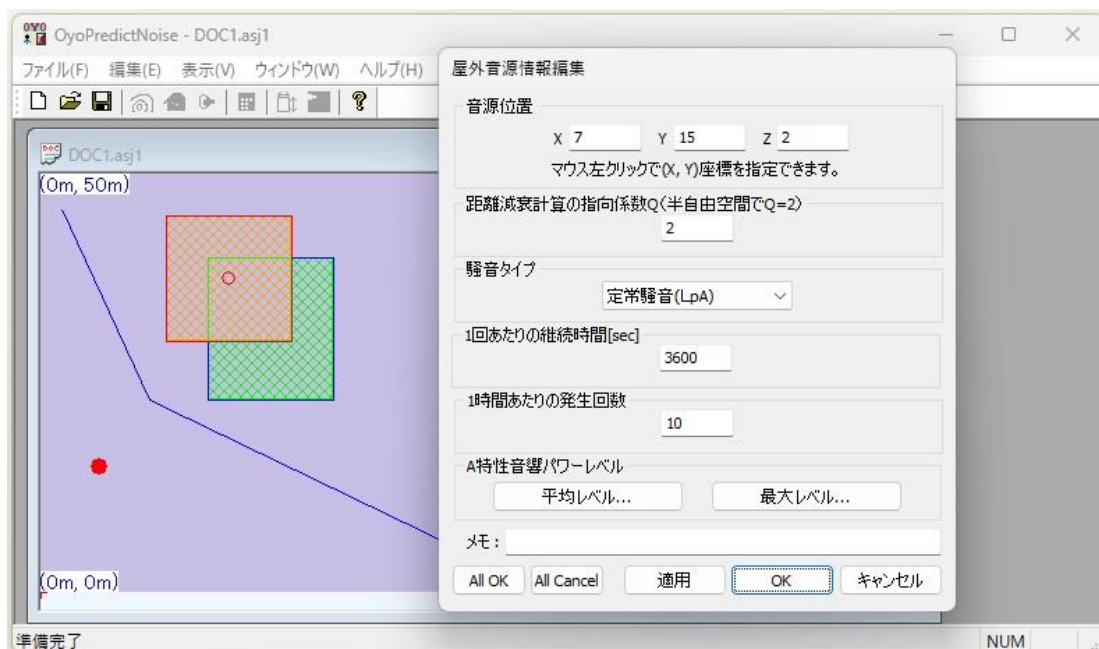 OyoPredictNoise - DOC1.asj1
ファイル(F) 編集(E) 表示(V) ウィンドウ(W) ヘルプ(H)
DOC1.asj1
(0m, 50m)
(0m, 0m)
準備完了
NUM
屋外音源情報編集
音源位置
X 7 Y 15 Z 2
マウス左クリックで(X, Y)座標を指定できます。
距離減衰計算の指向係数Q(半自由空間でQ=2)
2
騒音タイプ
定常騒音(LpA)
1回あたりの継続時間[sec]
3600
1時間あたりの発生回数
10
A特性音響パワーレベル
平均レベル... 最大レベル...
メモ:
All OK All Cancel 適用 OK キャンセル